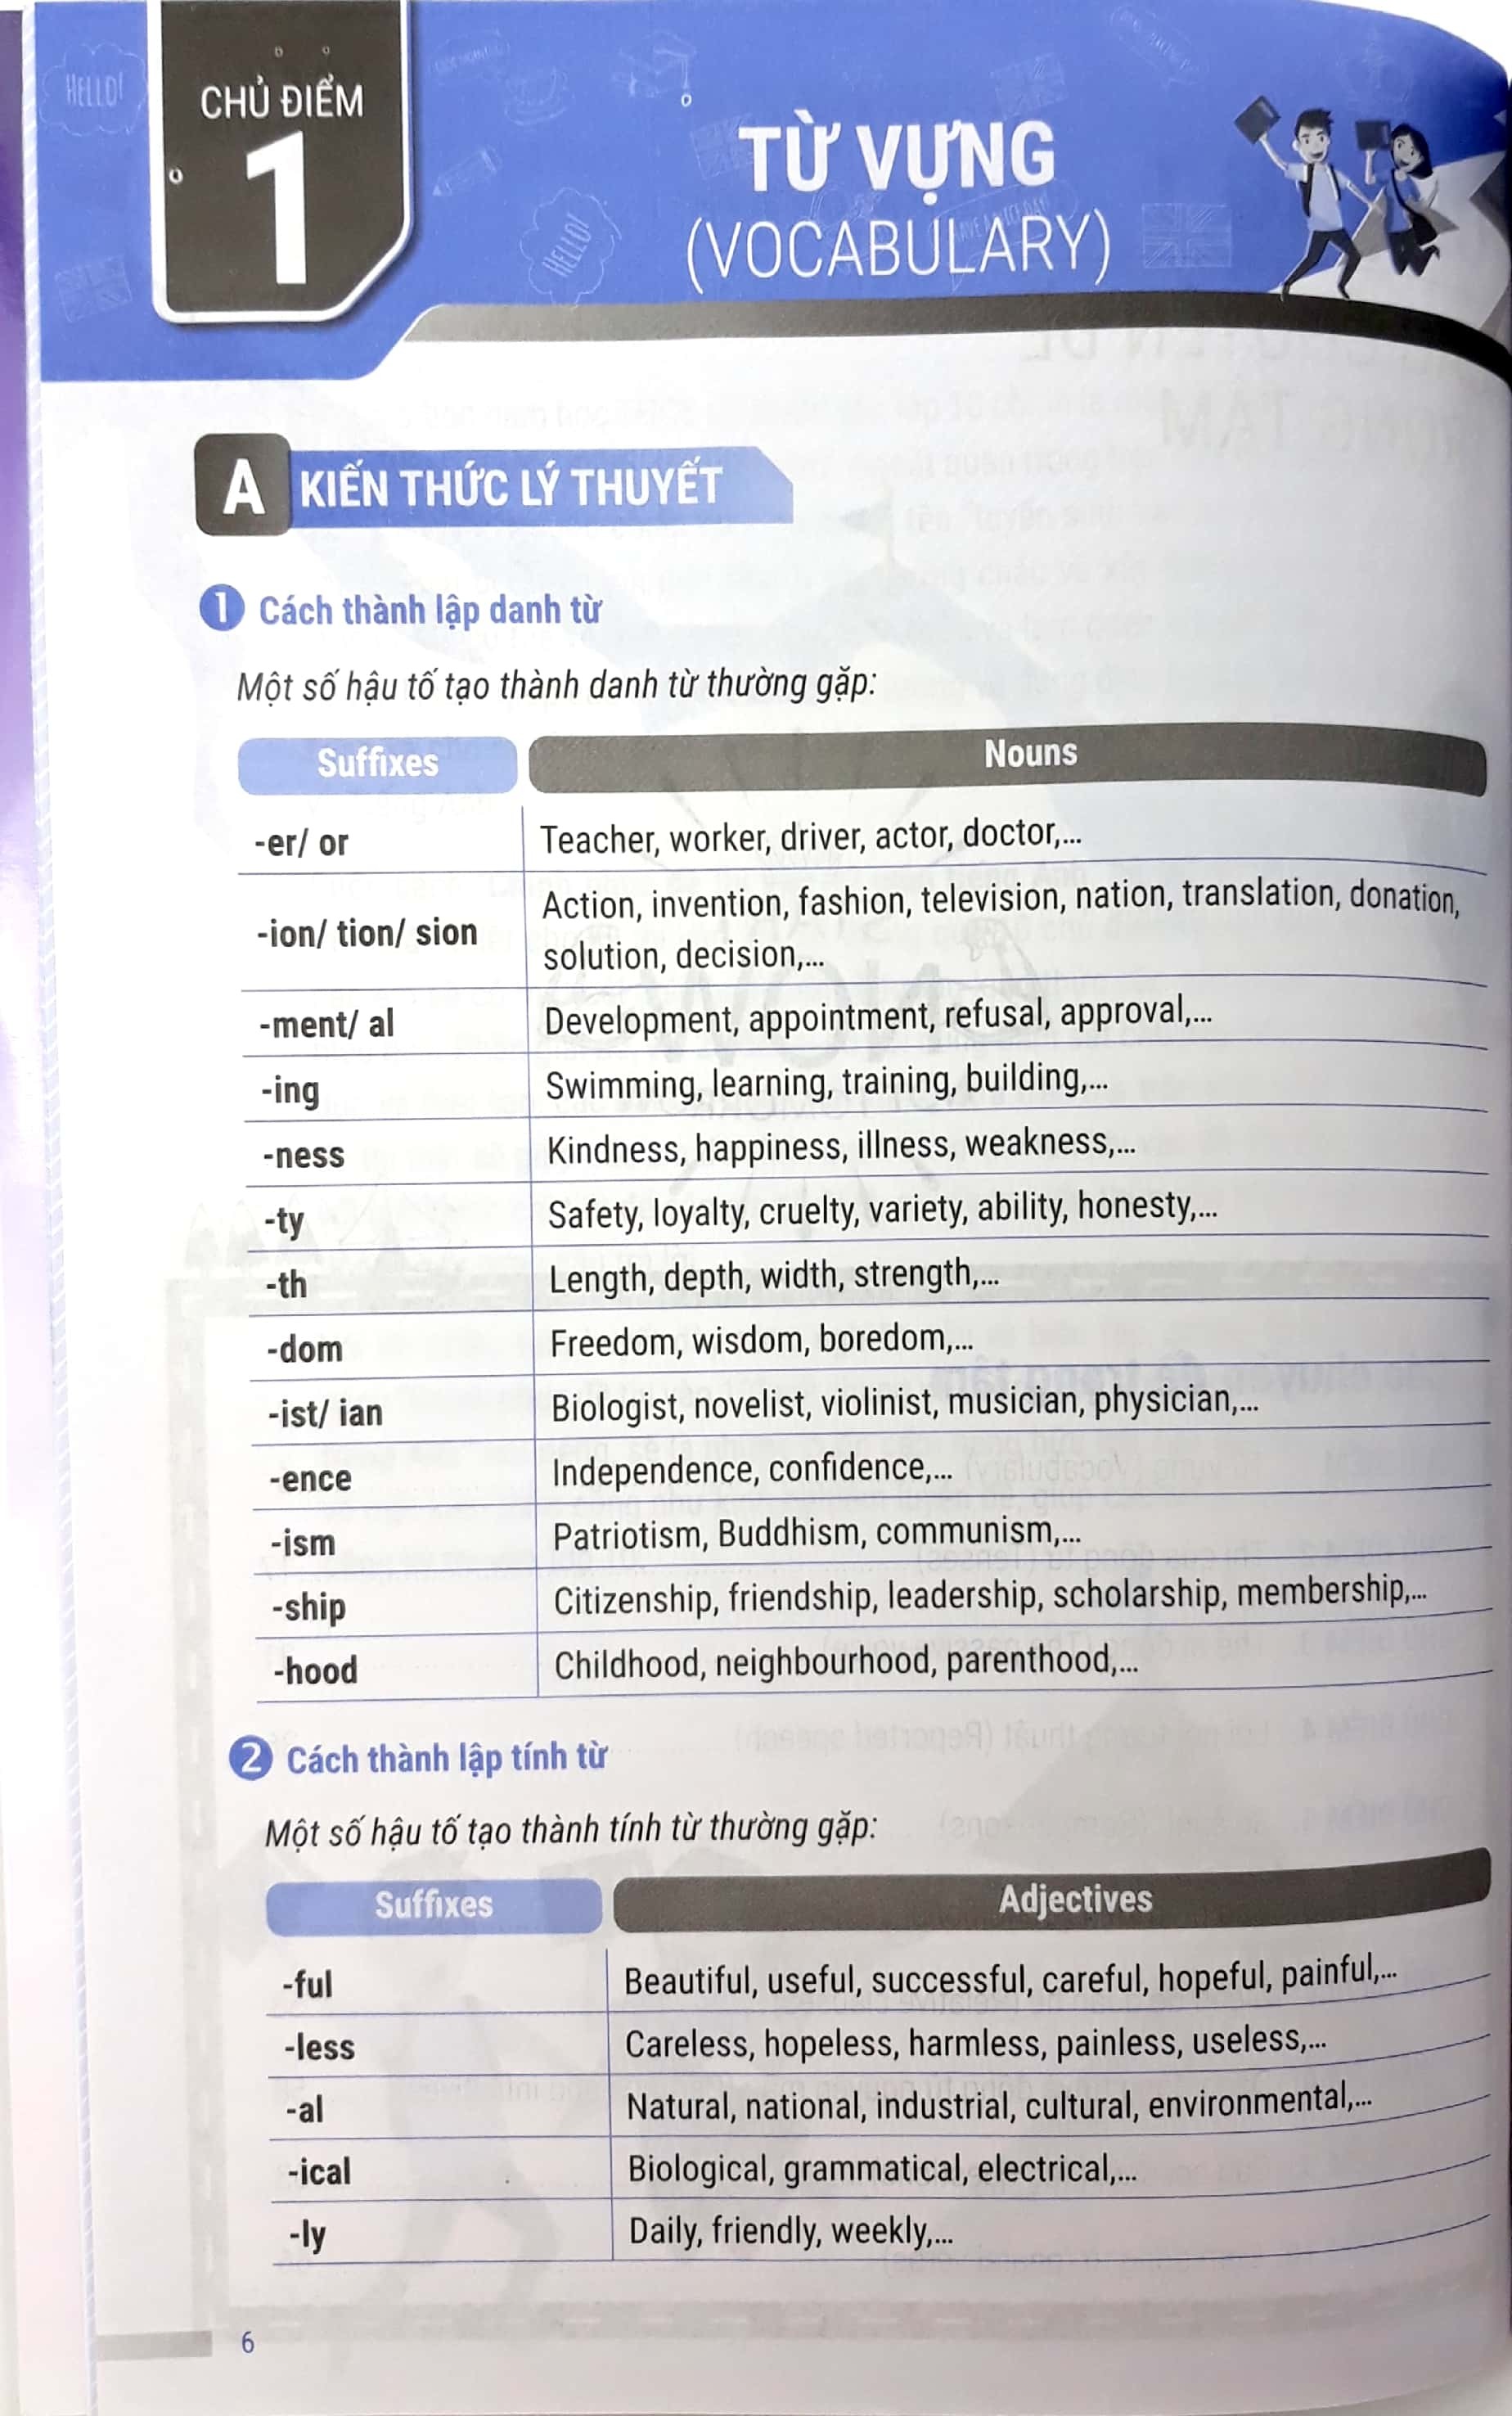 CHỦ ĐIỂM
1
TỪ VỰNG
(VOCABULARY)
HELLO!
HELLO!
A KIẾN THỨC LÝ THUYẾT
1 Cách thành lập danh từ
Một số hậu tố tạo thành danh từ thường gặp:
Suffixes Nouns
-er/ or Teacher, worker, driver, actor, doctor,...
-ion/ tion/ sion Action, invention, fashion, television, nation, translation, donation,
solution, decision,...
-ment/ al Development, appointment, refusal, approval,...
-ing Swimming, learning, training, building,...
-ness Kindness, happiness, illness, weakness,...
-ty Safety, loyalty, cruelty, variety, ability, honesty,...
-th Length, depth, width, strength,...
-dom Freedom, wisdom, boredom,...
-ist/ ian Biologist, novelist, violinist, musician, physician,...
-ence Independence, confidence,...
-ism Patriotism, Buddhism, communism,...
-ship Citizenship, friendship, leadership, scholarship, membership,...
-hood Childhood, neighbourhood, parenthood,...
2 Cách thành lập tính từ
Một số hậu tố tạo thành tính từ thường gặp:
Suffixes Adjectives
-ful Beautiful, useful, successful, careful, hopeful, painful,...
-less Careless, hopeless, harmless, painless, useless,...
-al Natural, national, industrial, cultural, environmental,...
-ical Biological, grammatical, electrical,...
-ly Daily, friendly, weekly,...
6